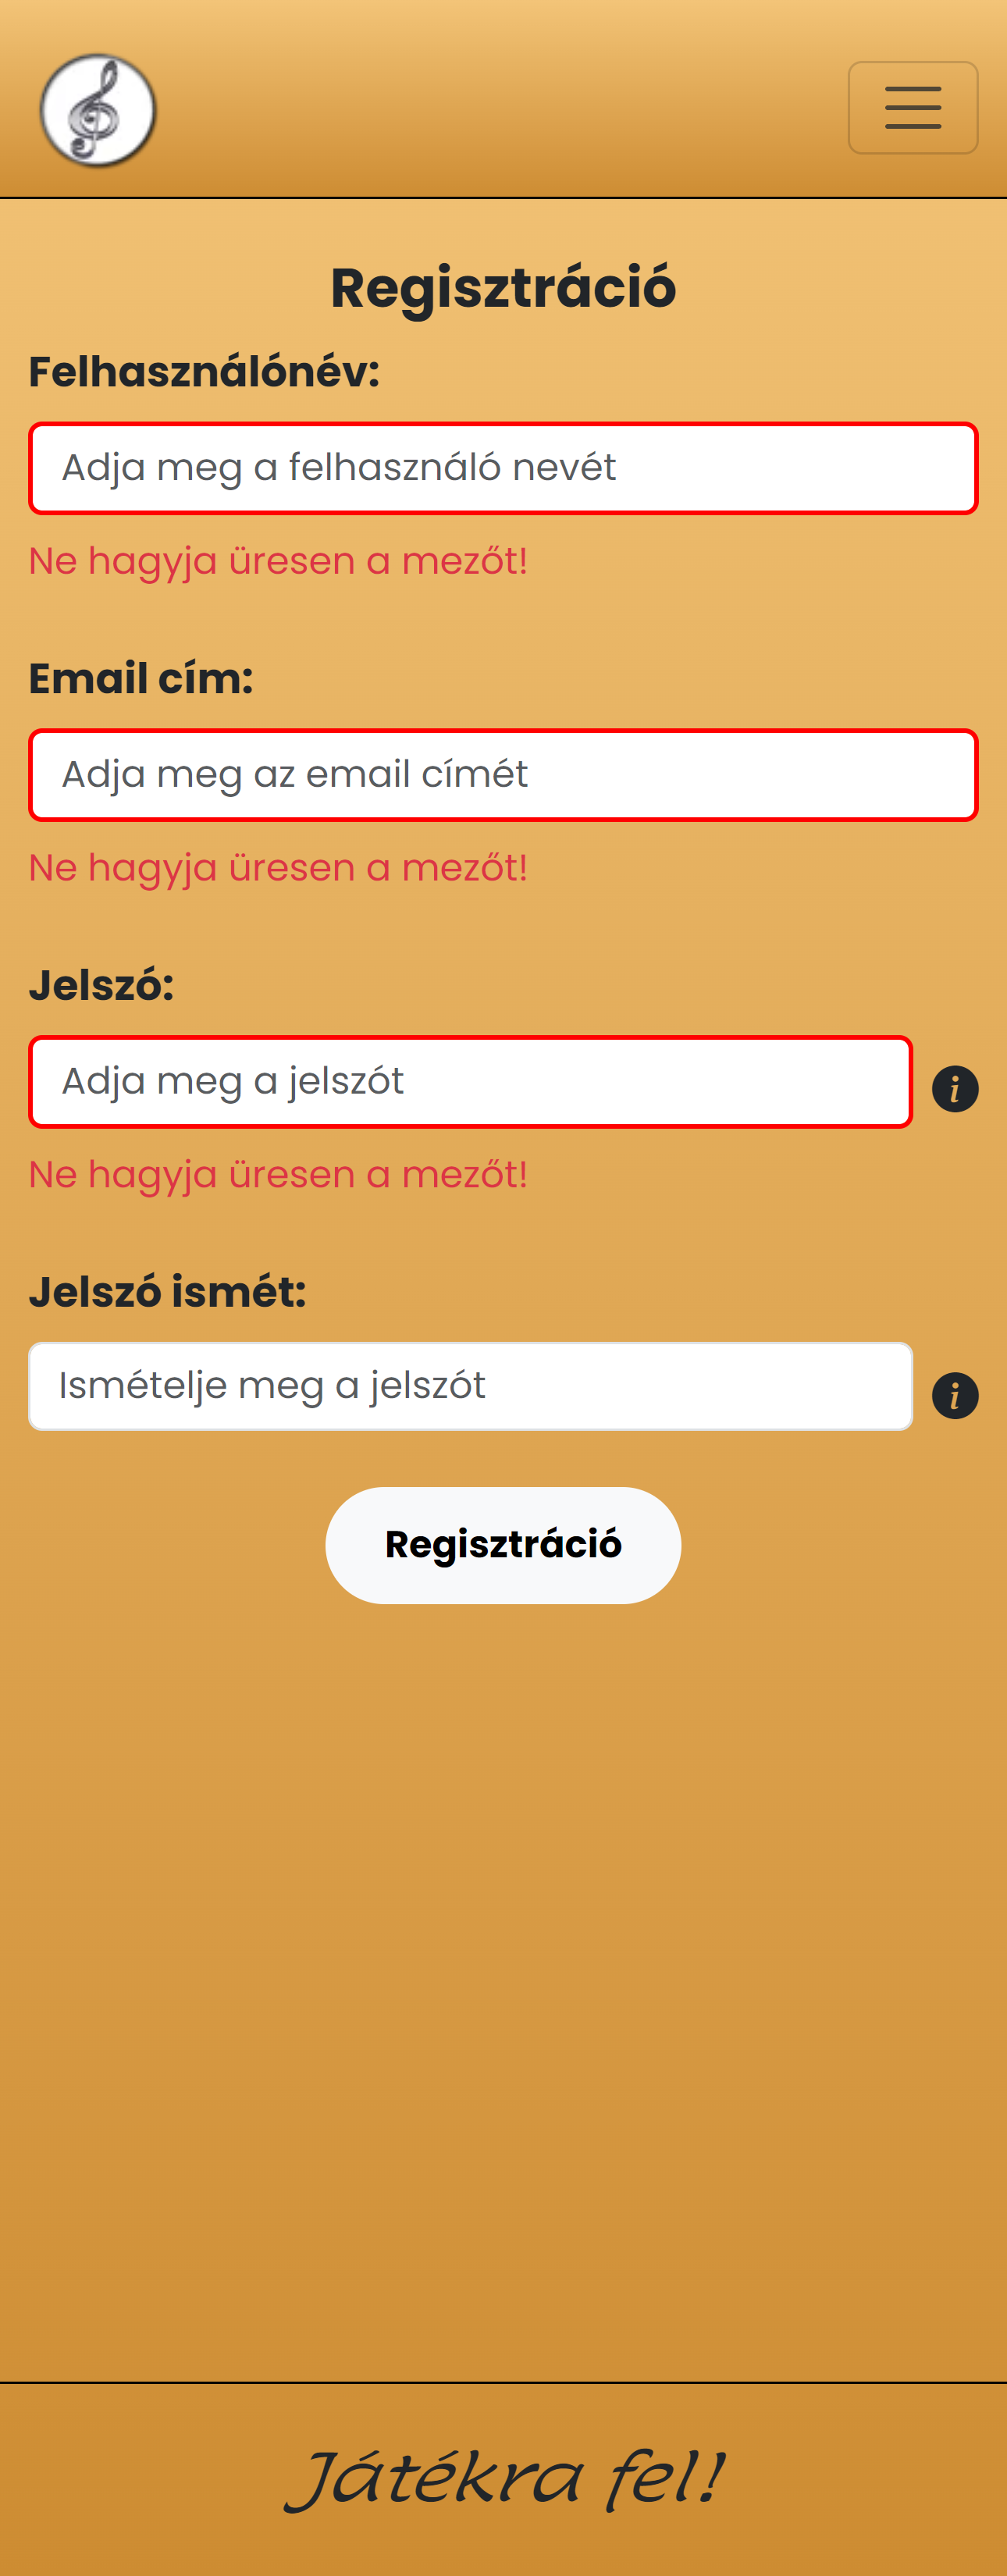 Regisztráció
Felhasználónév:
Adja meg a felhasználó nevét
Ne hagyja üresen a mezőt!
Email cím:
Adja meg az email címét
Ne hagyja üresen a mezőt!
Jelszó:
Adja meg a jelszót
i
Ne hagyja üresen a mezőt!
Jelszó ismét:
Ismételje meg a jelszót
i
Regisztráció
Játékra fel!